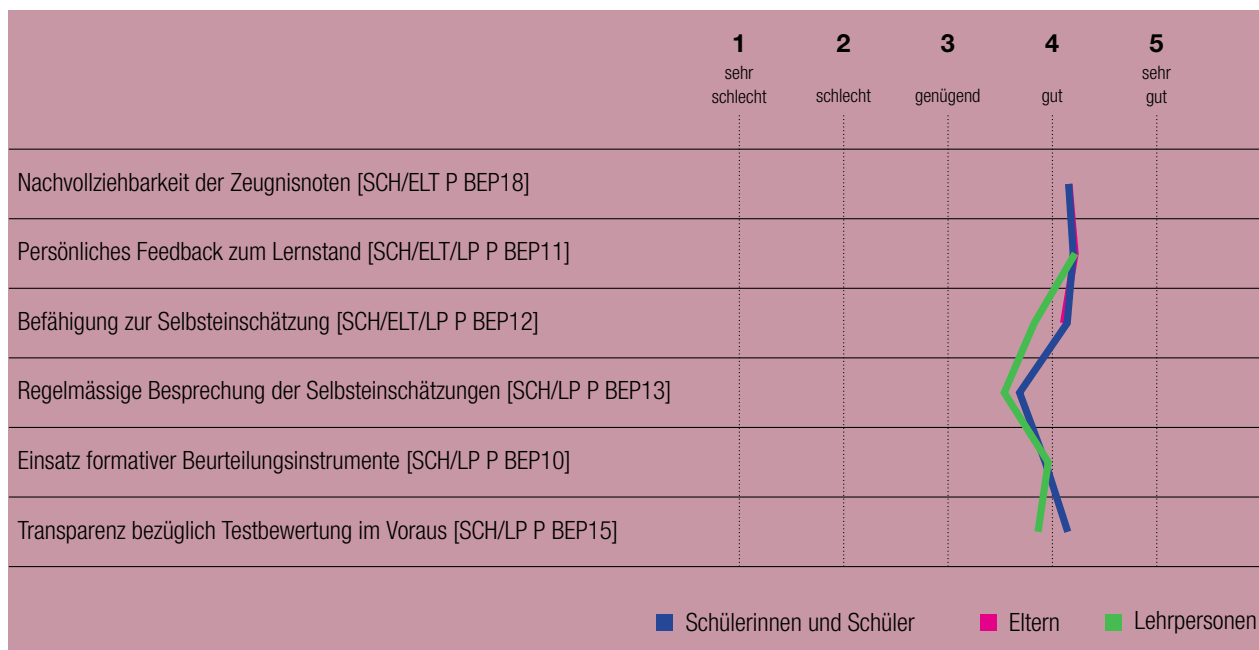 1 2 3 4 5
sehr schlecht schlecht genügend gut sehr gut
Nachvollziehbarkeit der Zeugnisnoten [SCH/ELT P BEP18]
Persönliches Feedback zum Lernstand [SCH/ELT/LP P BEP11]
Befähigung zur Selbsteinschätzung [SCH/ELT/LP P BEP12]
Regelmässige Besprechung der Selbsteinschätzungen [SCH/LP P BEP13]
Einsatz formativer Beurteilungsinstrumente [SCH/LP P BEP10]
Transparenz bezüglich Testbewertung im Voraus [SCH/LP P BEP15]
Schülerinnen und Schüler Eltern Lehrpersonen